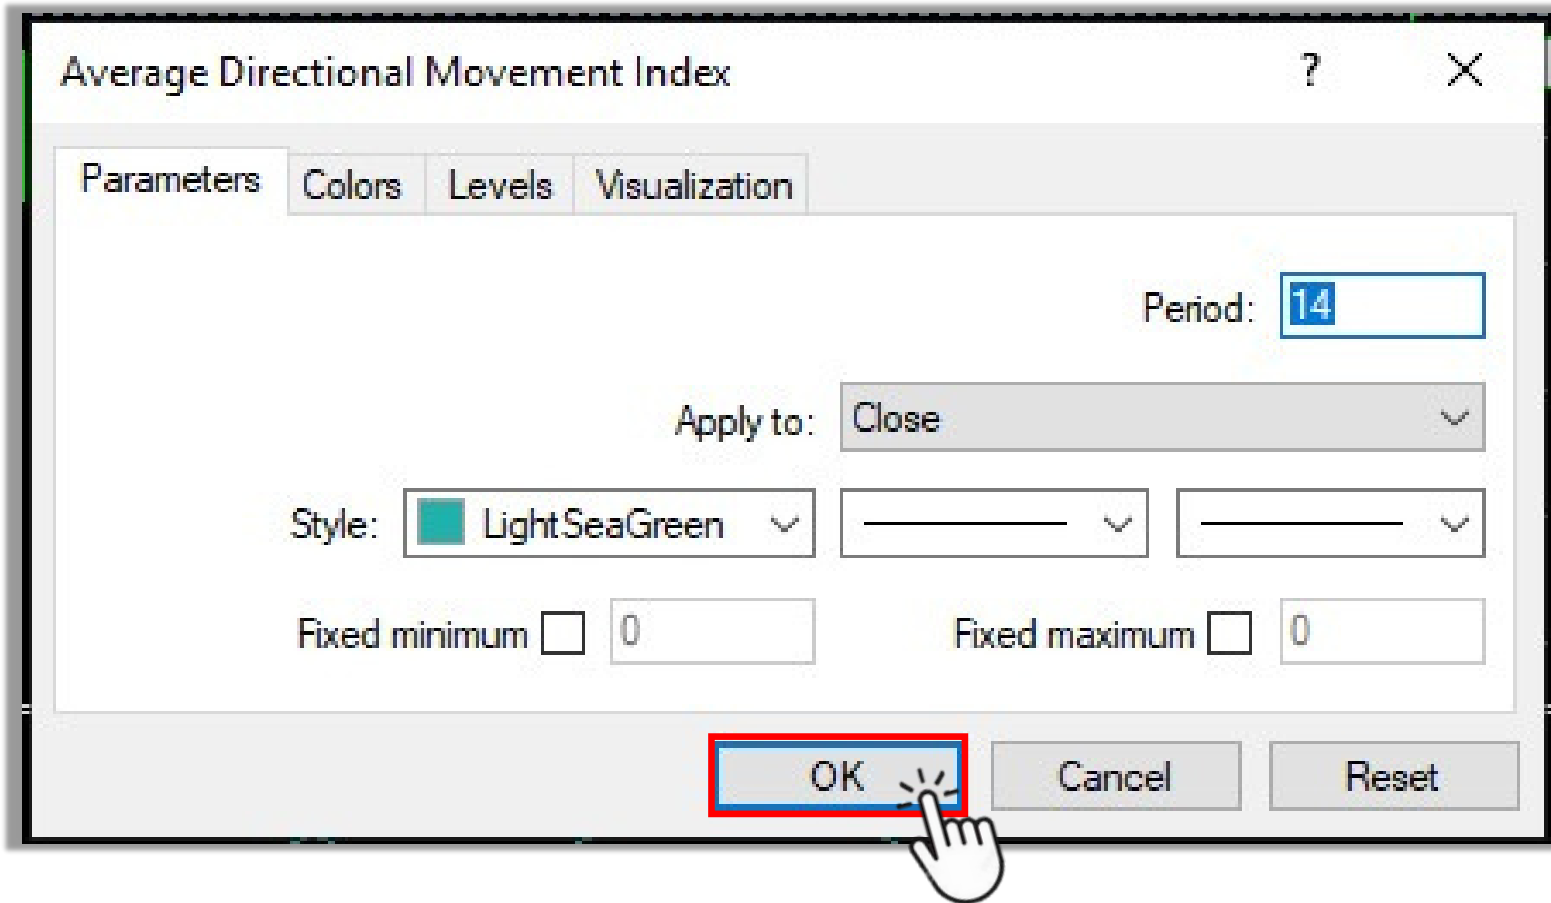 Average Directional Movement Index ?
Parameters Colors Levels Visualization
Period: 14
Apply to: Close
Style: LightSeaGreen
Fixed minimum 0 Fixed maximum 0
OK Cancel Reset